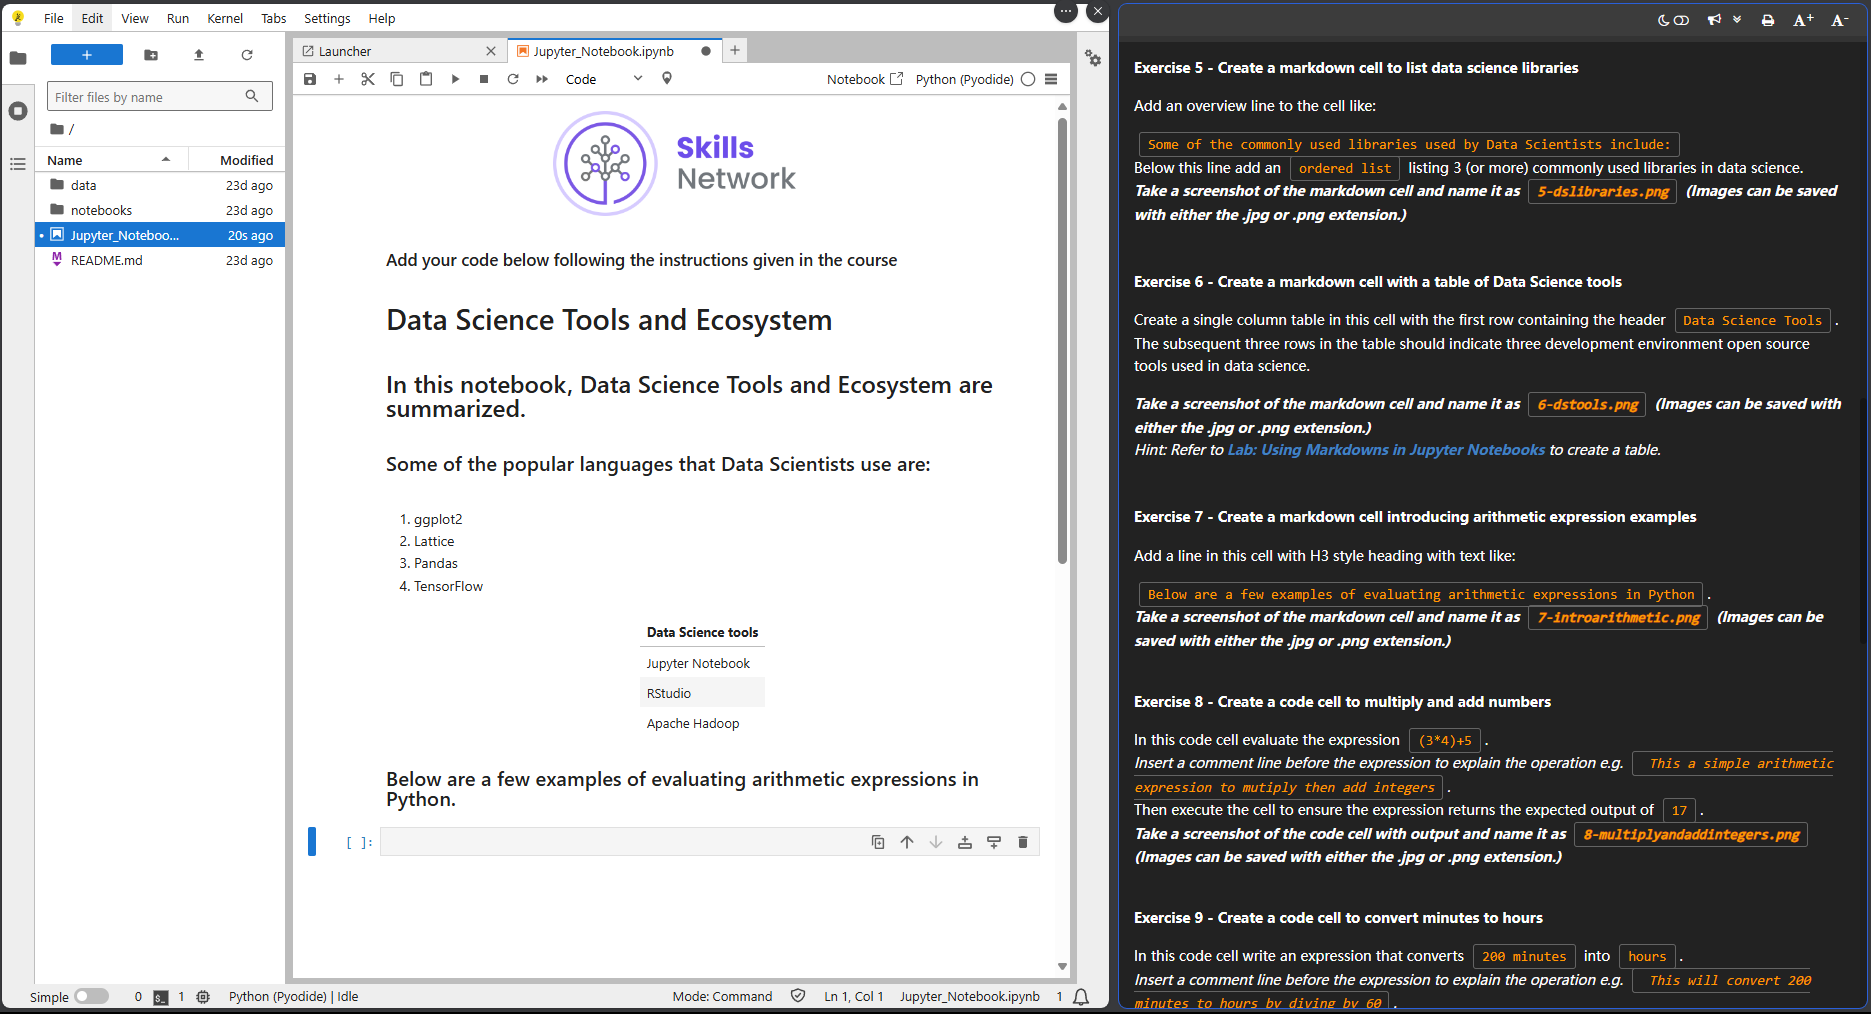 File Edit View Run Kernel Tabs Settings Help
+
Filter files by name
/
Name Modified
data 23d ago
notebooks 23d ago
Jupyter_Noteboo... 20s ago
README.md 23d ago
Launcher
Jupyter_Notebook.ipynb
Code
Notebook Python (Pyodide)
Skills
Network
Add your code below following the instructions given in the course
Data Science Tools and Ecosystem
In this notebook, Data Science Tools and Ecosystem are
summarized.
Some of the popular languages that Data Scientists use are:
1. ggplot2
2. Lattice
3. Pandas
4. TensorFlow
Data Science tools
Jupyter Notebook
RStudio
Apache Hadoop
Below are a few examples of evaluating arithmetic expressions in
Python.
[ ]:
Simple 0 $_ 1 Python (Pyodide) | Idle Mode: Command Ln 1, Col 1 Jupyter_Notebook.ipynb 1
A+ A-
Exercise 5 - Create a markdown cell to list data science libraries
Add an overview line to the cell like:
Some of the commonly used libraries used by Data Scientists include:
Below this line add an ordered list listing 3 (or more) commonly used libraries in data science.
Take a screenshot of the markdown cell and name it as 5-dslibraries.png (Images can be saved
with either the .jpg or .png extension.)
Exercise 6 - Create a markdown cell with a table of Data Science tools
Create a single column table in this cell with the first row containing the header Data Science Tools .
The subsequent three rows in the table should indicate three development environment open source
tools used in data science.
Take a screenshot of the markdown cell and name it as 6-dstools.png (Images can be saved with
either the .jpg or .png extension.)
Hint: Refer to Lab: Using Markdowns in Jupyter Notebooks to create a table.
Exercise 7 - Create a markdown cell introducing arithmetic expression examples
Add a line in this cell with H3 style heading with text like:
Below are a few examples of evaluating arithmetic expressions in Python .
Take a screenshot of the markdown cell and name it as 7-introarithmetic.png (Images can be
saved with either the .jpg or .png extension.)
Exercise 8 - Create a code cell to multiply and add numbers
In this code cell evaluate the expression (3*4)+5 .
Insert a comment line before the expression to explain the operation e.g. This a simple arithmetic
expression to mutiply then add integers .
Then execute the cell to ensure the expression returns the expected output of 17 .
Take a screenshot of the code cell with output and name it as 8-multiplyandaddintegers.png
(Images can be saved with either the .jpg or .png extension.)
Exercise 9 - Create a code cell to convert minutes to hours
In this code cell write an expression that converts 200 minutes into hours .
Insert a comment line before the expression to explain the operation e.g. This will convert 200
minutes to hours by diving by 60 .